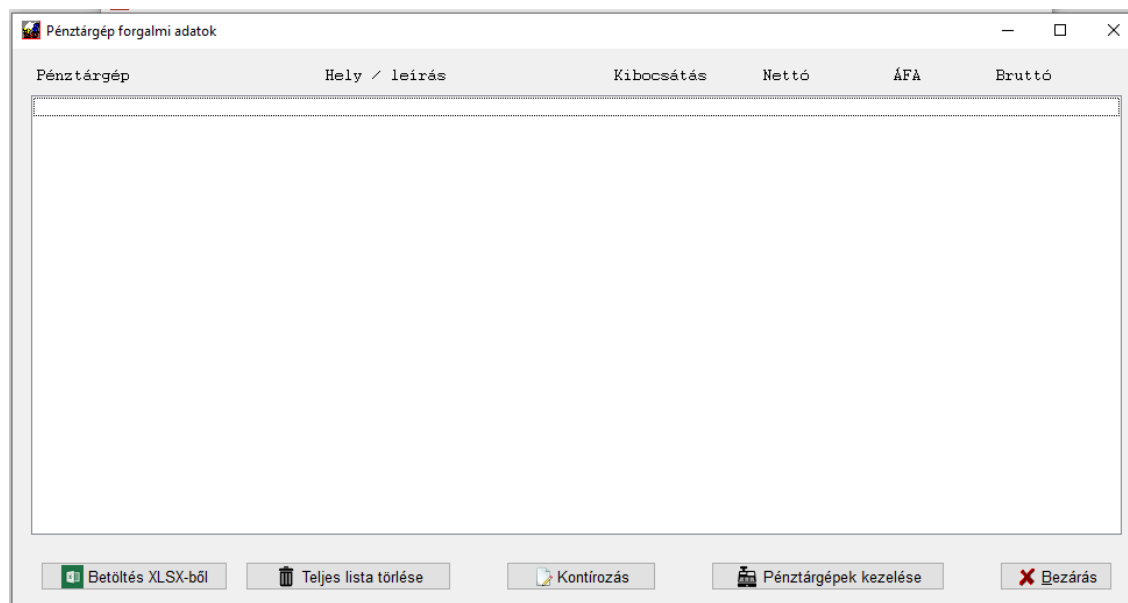 Pénztárgép forgalmi adatok
Pénztárgép Hely / leírás Kibocsátás Nettó ÁFA Bruttó
Betöltés XLSX-ből Teljes lista törlése Kontírozás Pénztárgépek kezelése Bezárás